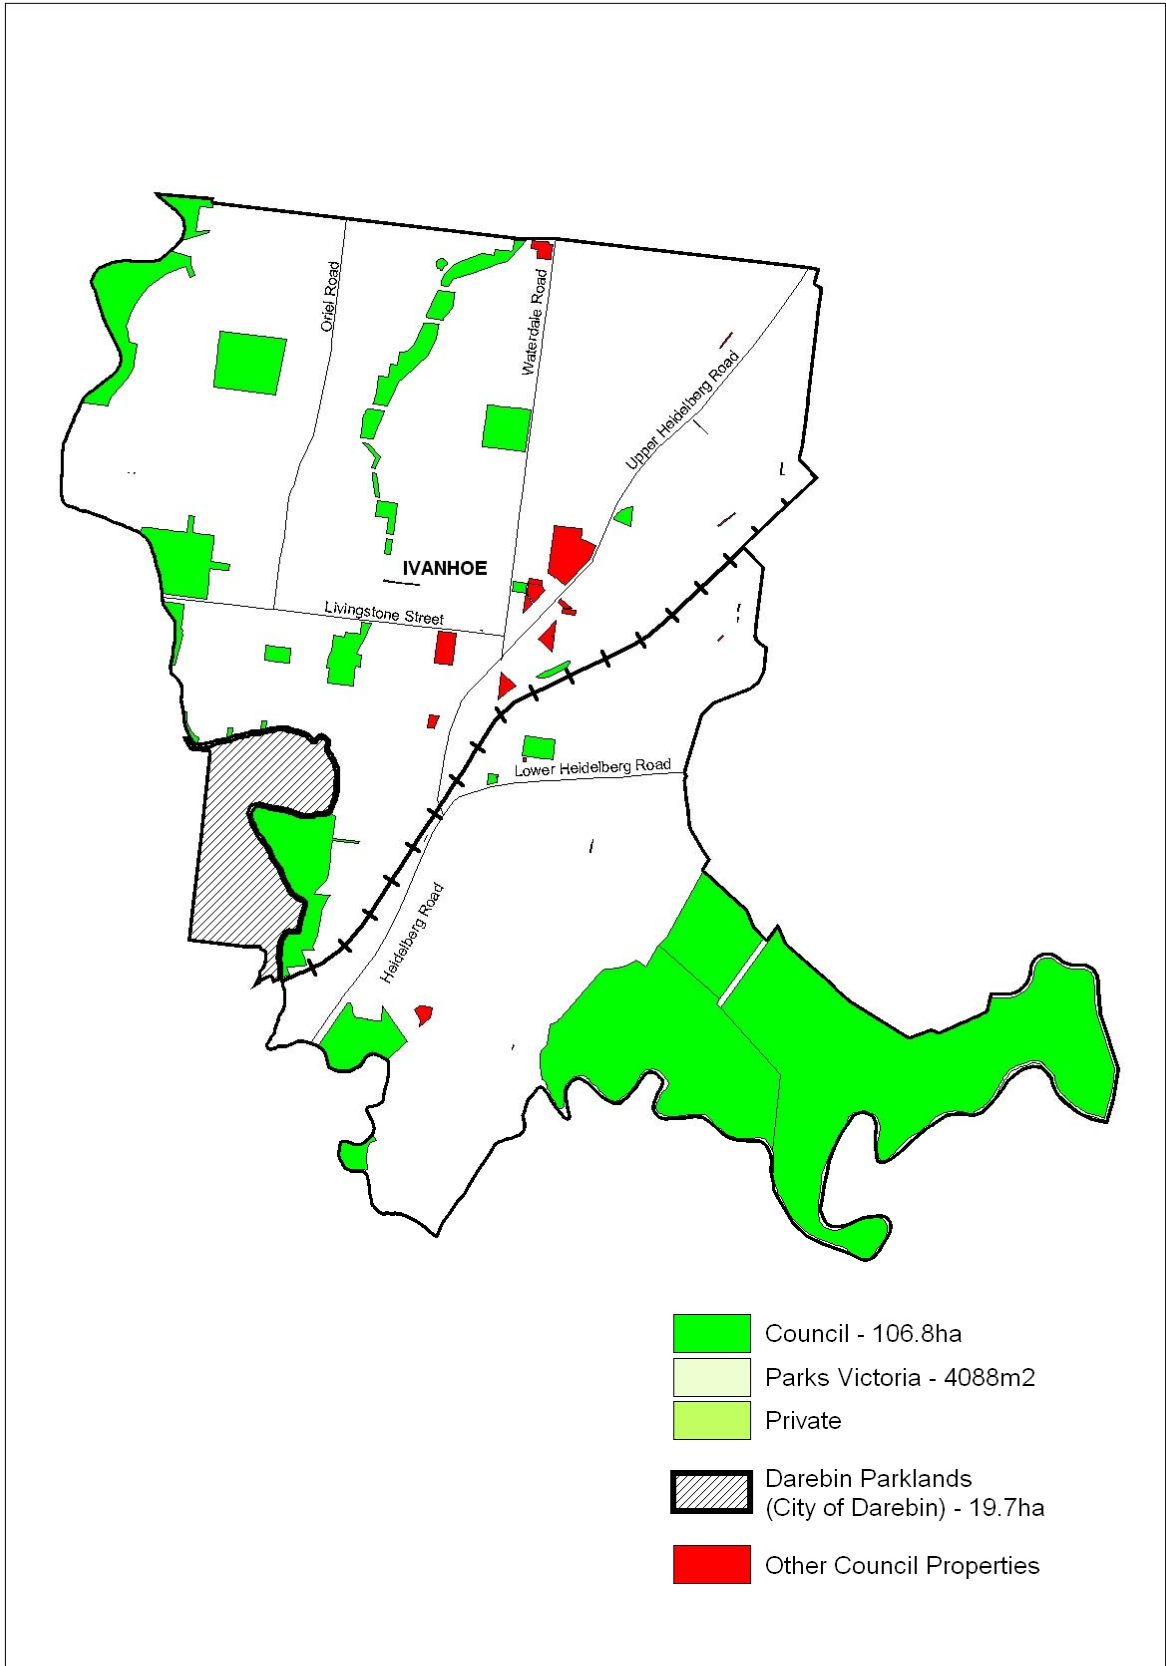 Oriel Road
Waterdale Road
Upper Heidelberg Road
IVANHOE
Livingstone Street
Lower Heidelberg Road
Heidelberg Road
Council - 106.8ha
Parks Victoria - 4088m2
Private
Darebin Parklands
(City of Darebin) - 19.7ha
Other Council Properties